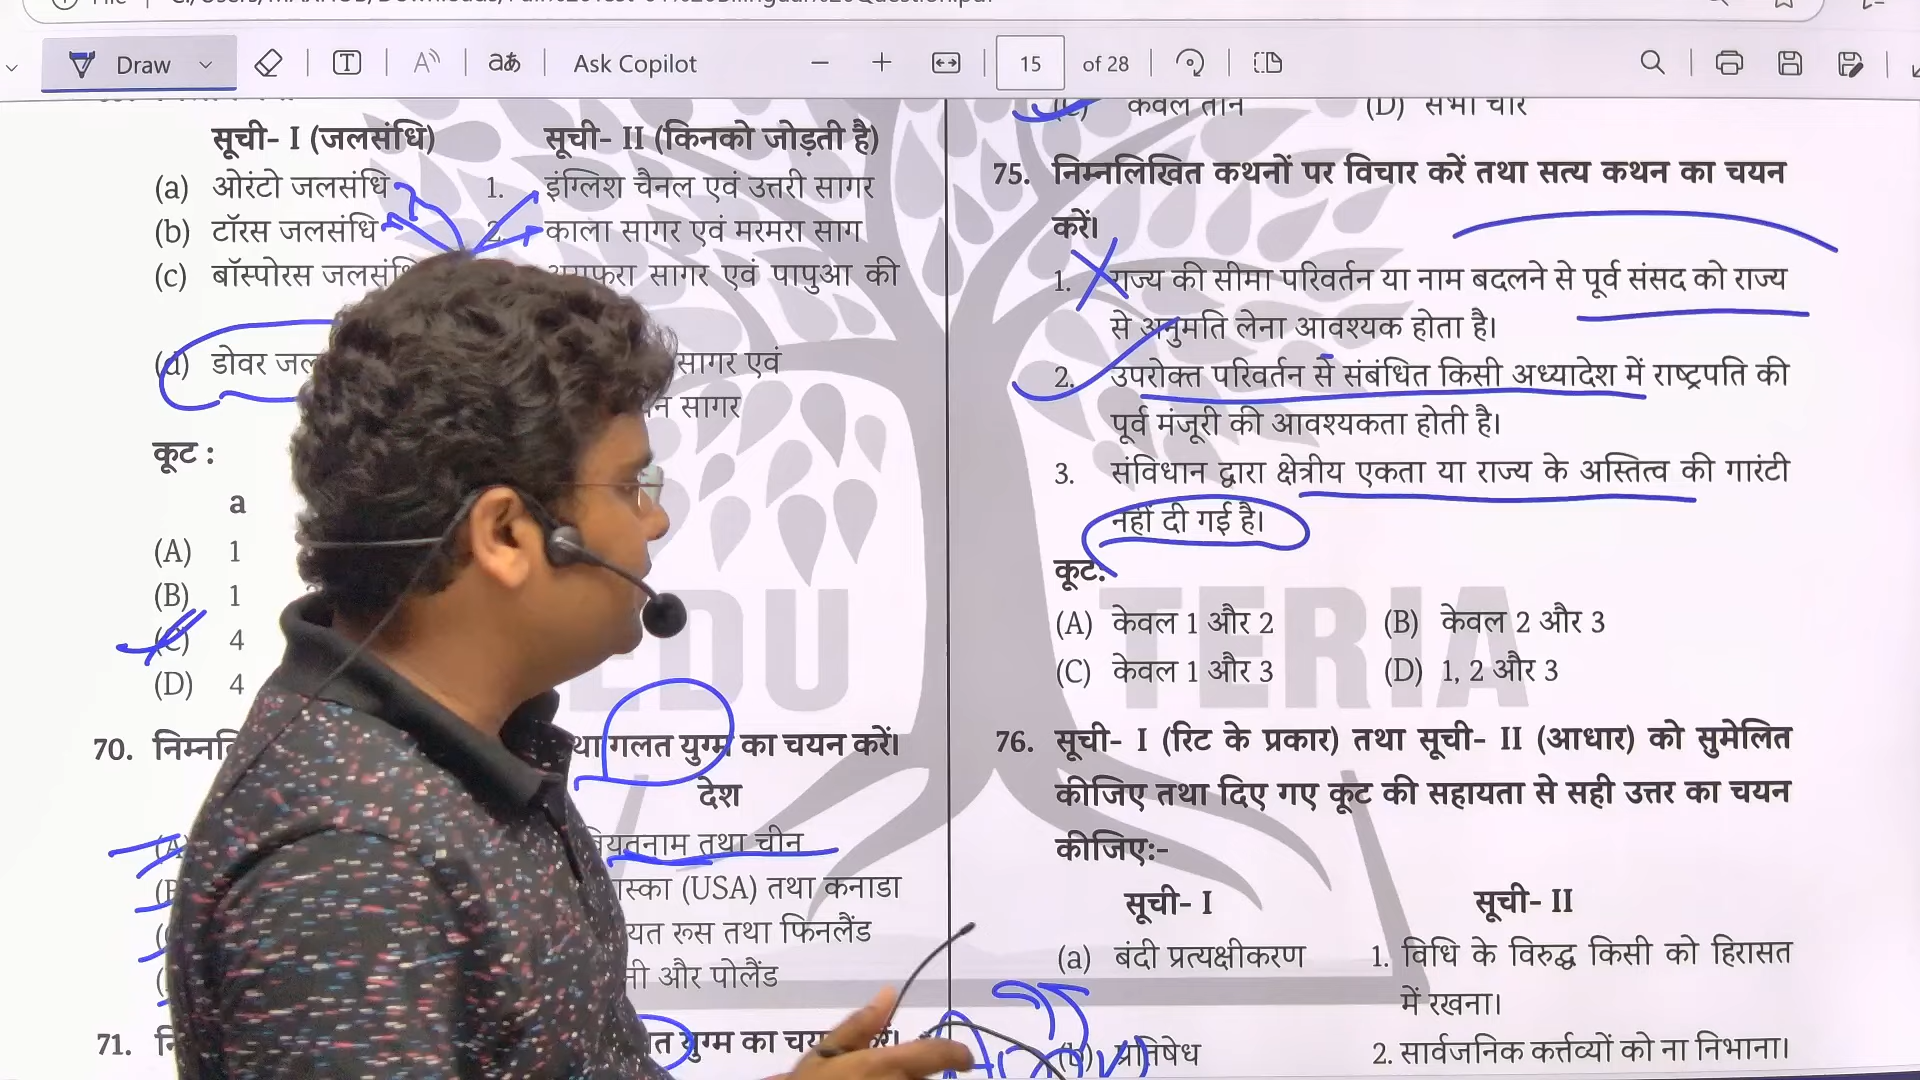 Draw
Ask Copilot
15
of 28
सूची- I (जलसंधि)
सूची- II (किनको जोड़ती है)
(a) ओरंटो जलसंधि
1. इंग्लिश चैनल एवं उत्तरी सागर
(b) टॉरस जलसंधि
2. काला सागर एवं मरमरा साग
(c) बॉस्पोरस
सागर एवं पापुआ की
(d) डोवर
सागर एवं
सागर
कूट :
a
(A) 1
(B) 1
(C) 4
(D) 4
70.
गलत युग्म का चयन करें।
देश
तथा चीन
(USA) तथा कनाडा
रूस तथा फिनलैंड
और पोलैंड
71.
युग्म का
केवल तीन
(D) सभी चार
75. निम्नलिखित कथनों पर विचार करें तथा सत्य कथन का चयन
करें।
1. राज्य की सीमा परिवर्तन या नाम बदलने से पूर्व संसद को राज्य
से अनुमति लेना आवश्यक होता है।
2. उपरोक्त परिवर्तन से संबंधित किसी अध्यादेश में राष्ट्रपति की
पूर्व मंजूरी की आवश्यकता होती है।
3. संविधान द्वारा क्षेत्रीय एकता या राज्य के अस्तित्व की गारंटी
नहीं दी गई है।
कूट:
(A) केवल 1 और 2
(B) केवल 2 और 3
(C) केवल 1 और 3
(D) 1, 2 और 3
EDU TERIA
76. सूची- I (रिट के प्रकार) तथा सूची- II (आधार) को सुमेलित
कीजिए तथा दिए गए कूट की सहायता से सही उत्तर का चयन
कीजिए:-
सूची- I
सूची- II
(a) बंदी प्रत्यक्षीकरण
1. विधि के विरुद्ध किसी को हिरासत
में रखना।
(b) प्रतिषेध
2. सार्वजनिक कर्त्तव्यों को ना निभाना।